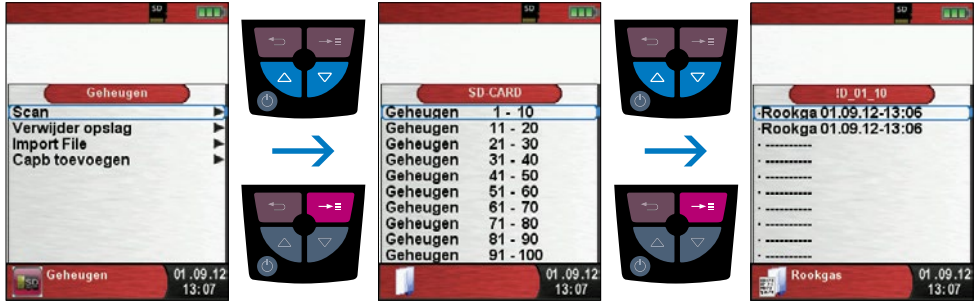 SD
Geheugen
Scan
Verwijder opslag
Import File
Capb toevoegen
Geheugen
01.09.12
13:07
SD
SD-CARD
Geheugen 1 - 10
Geheugen 11 - 20
Geheugen 21 - 30
Geheugen 31 - 40
Geheugen 41 - 50
Geheugen 51 - 60
Geheugen 61 - 70
Geheugen 71 - 80
Geheugen 81 - 90
Geheugen 91 - 100
01.09.12
13:07
SD
!D_01_10
·Rookga 01.09.12-13:06
·Rookga 01.09.12-13:06
· ----------
· ----------
· ----------
· ----------
· ----------
· ----------
· ----------
· ----------
Rookgas
01.09.12
13:07